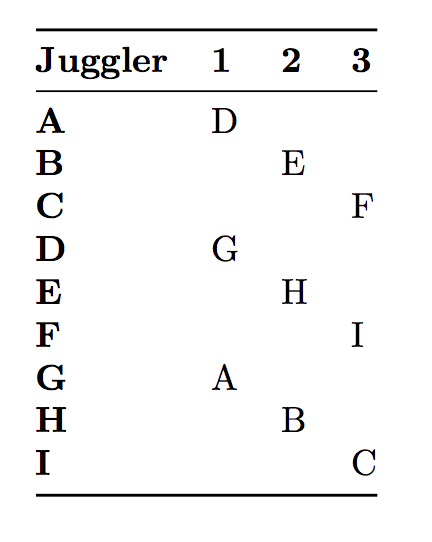 Juggler 1 2 3
A D
B E
C F
D G
E H
F I
G A
H B
I C